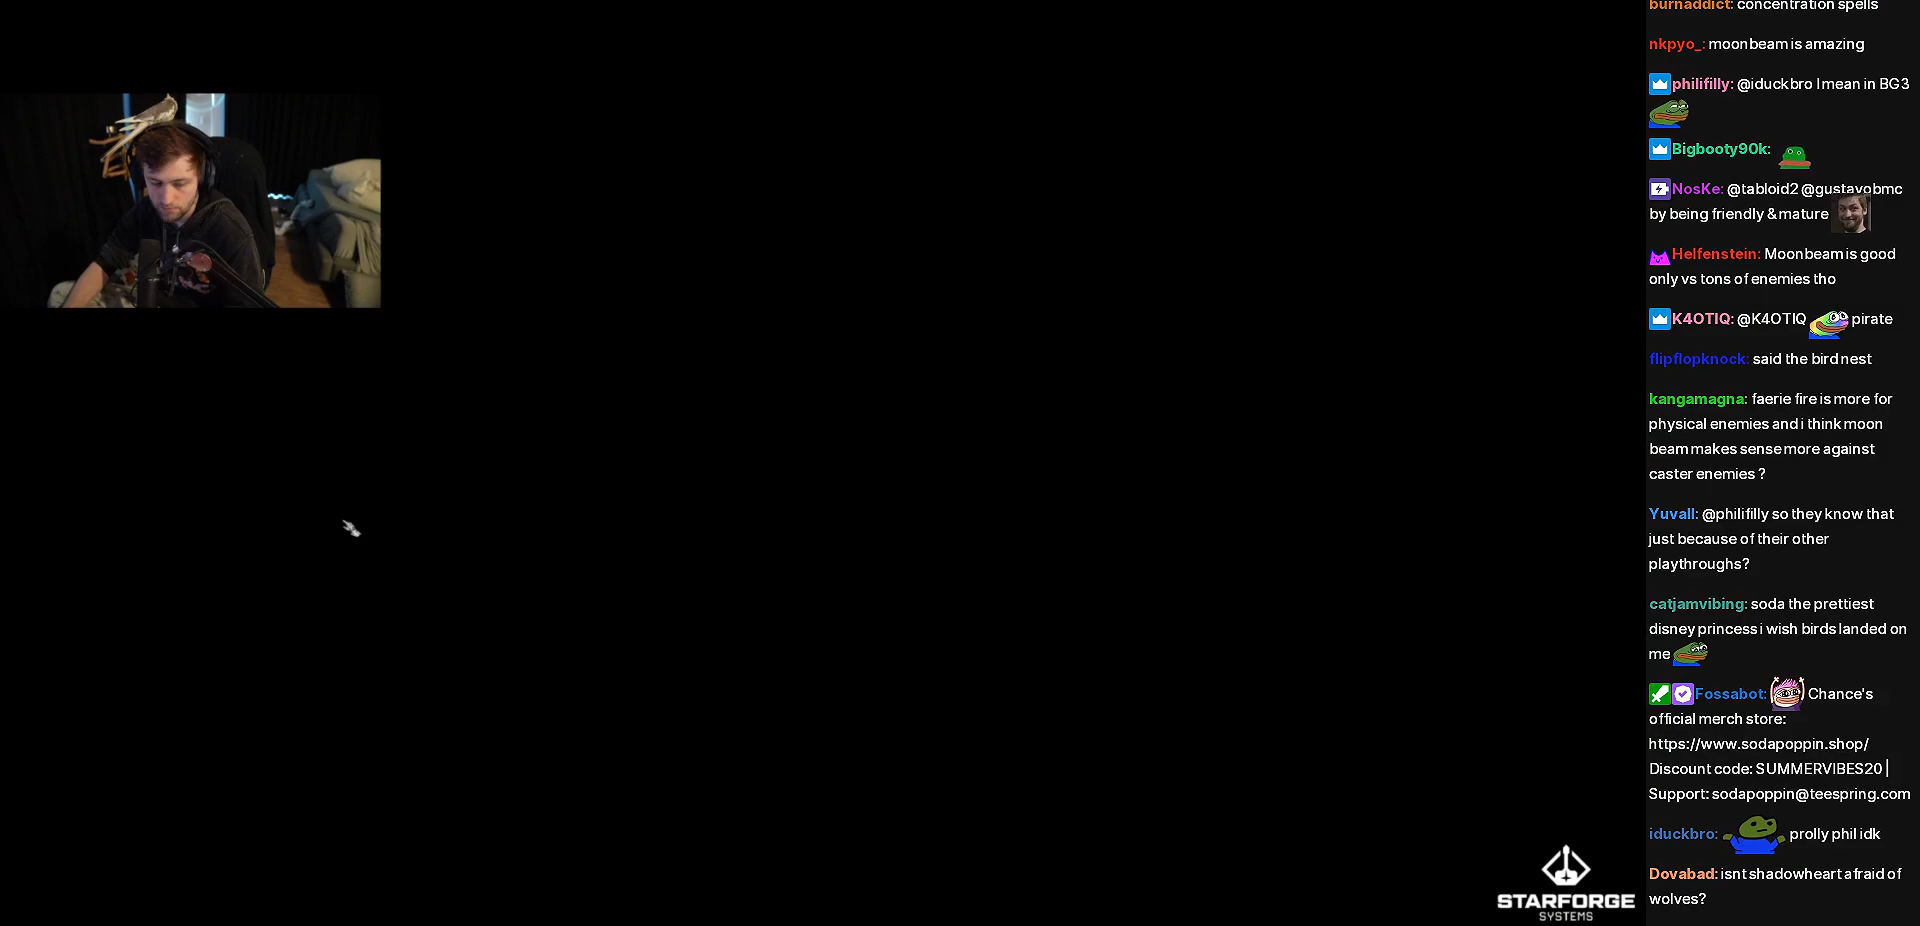 burnaddict: concentration spells
nkpyo_: moonbeam is amazing
philifilly: @iduckbro I mean in BG3
Bigbooty90k:
NosKe: @tabloid2 @gustavobmc
by being friendly & mature
Helfenstein: Moonbeam is good
only vs tons of enemies tho
K4OTIQ: @K4OTIQ pirate
flipflopknock: said the bird nest
kangamagna: faerie fire is more for
physical enemies and i think moon
beam makes sense more against
caster enemies ?
Yuvall: @philifilly so they know that
just because of their other
playthroughs?
catjamvibing: soda the prettiest
disney princess i wish birds landed on
me
Fossabot: Chance's
official merch store:
https://www.sodapoppin.shop/
Discount code: SUMMERVIBES20 |
Support: sodapoppin@teespring.com
iduckbro: prolly phil idk
Dovabad: isnt shadowheart afraid of
wolves?
STARFORGE
SYSTEMS